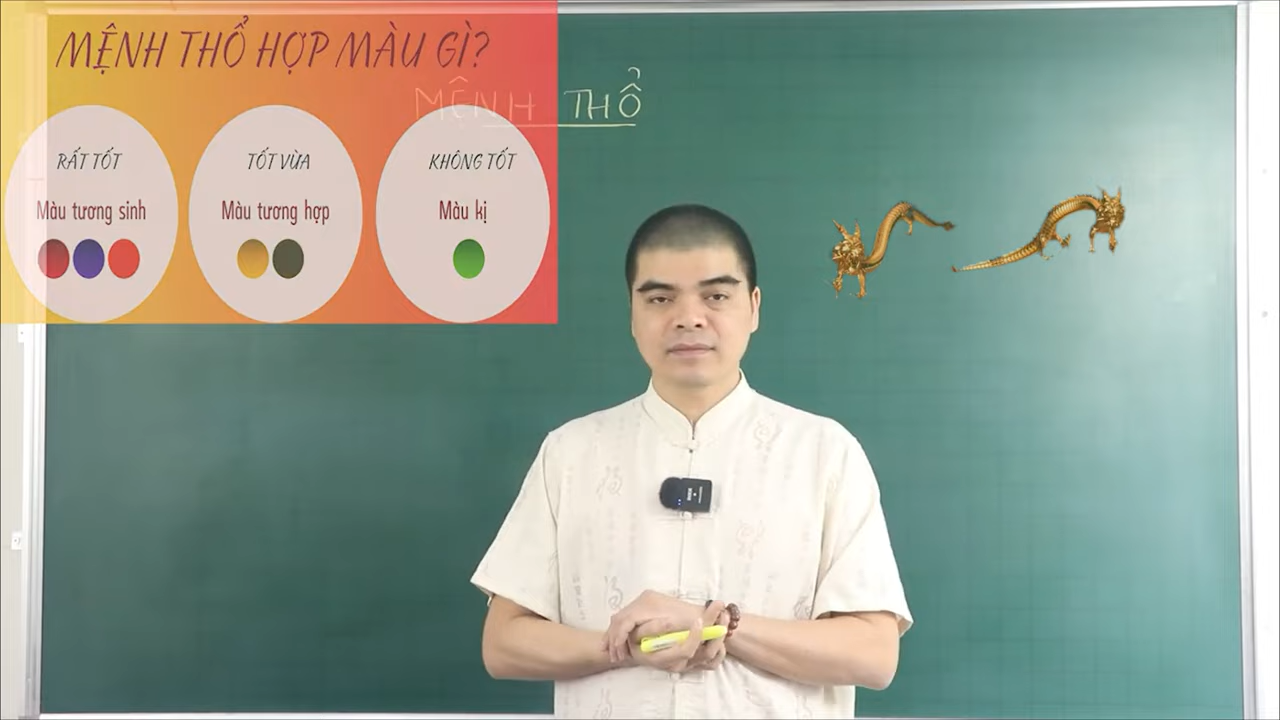 MỆNH THỔ HỢP MÀU GÌ?
MỆNH THỔ
RẤT TỐT
Màu tương sinh
TỐT VỪA
Màu tương hợp
KHÔNG TỐT
Màu kị